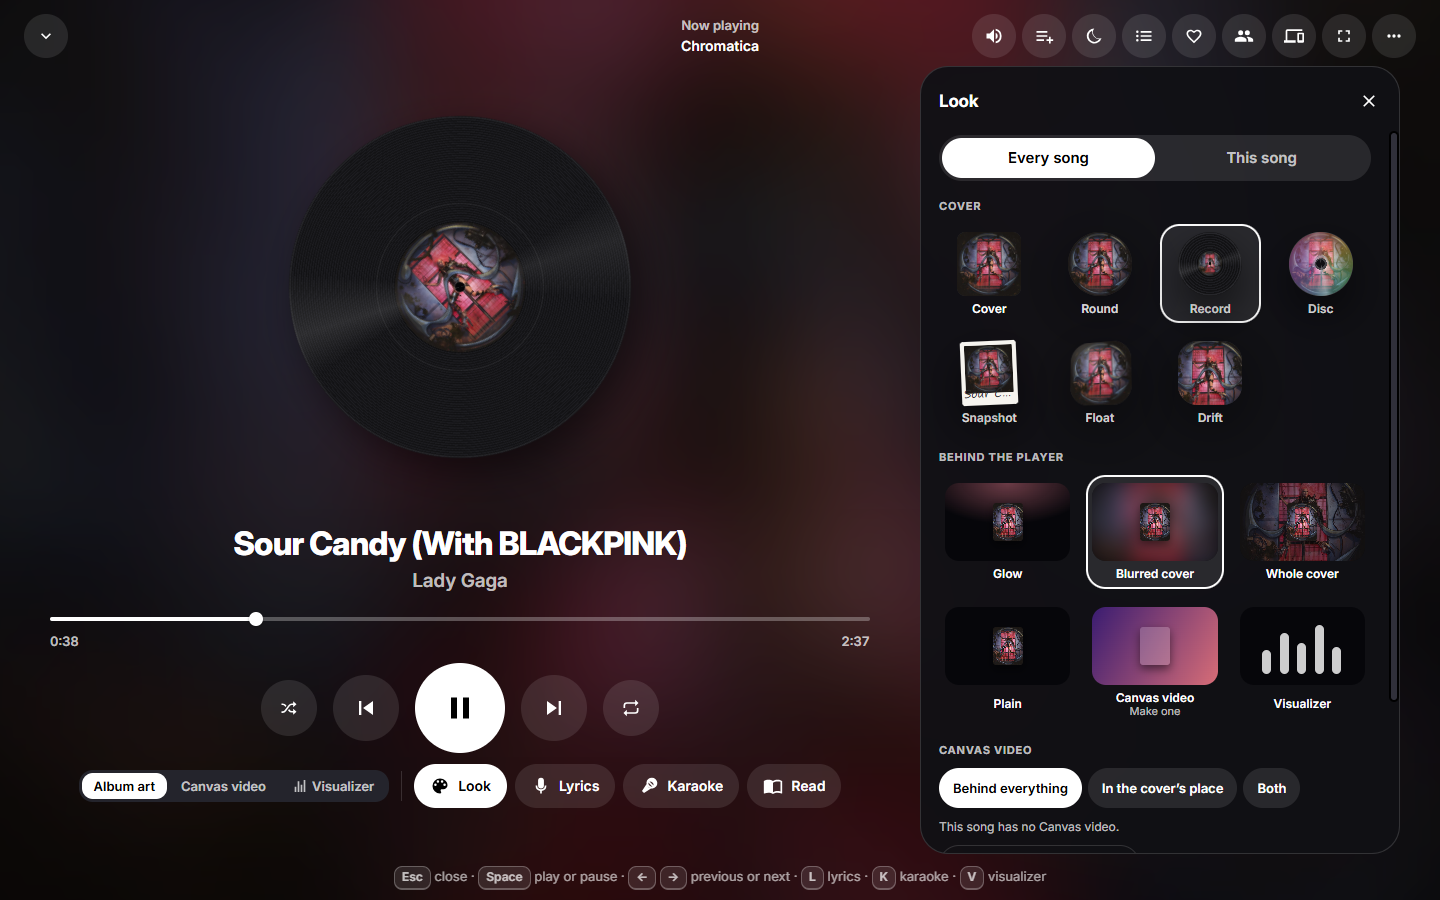 Now playing
Chromatica
Look
Every song
This song
COVER
Cover
Round
Record
Disc
Snapshot
Float
Drift
BEHIND THE PLAYER
Glow
Blurred cover
Whole cover
Plain
Canvas video
Make one
Visualizer
CANVAS VIDEO
Behind everything
In the cover's place
Both
This song has no Canvas video.
Sour Candy (With BLACKPINK)
Lady Gaga
0:38
2:37
Album art
Canvas video
Visualizer
Look
Lyrics
Karaoke
Read
Esc close · Space play or pause · ← → previous or next · L lyrics · K karaoke · V visualizer